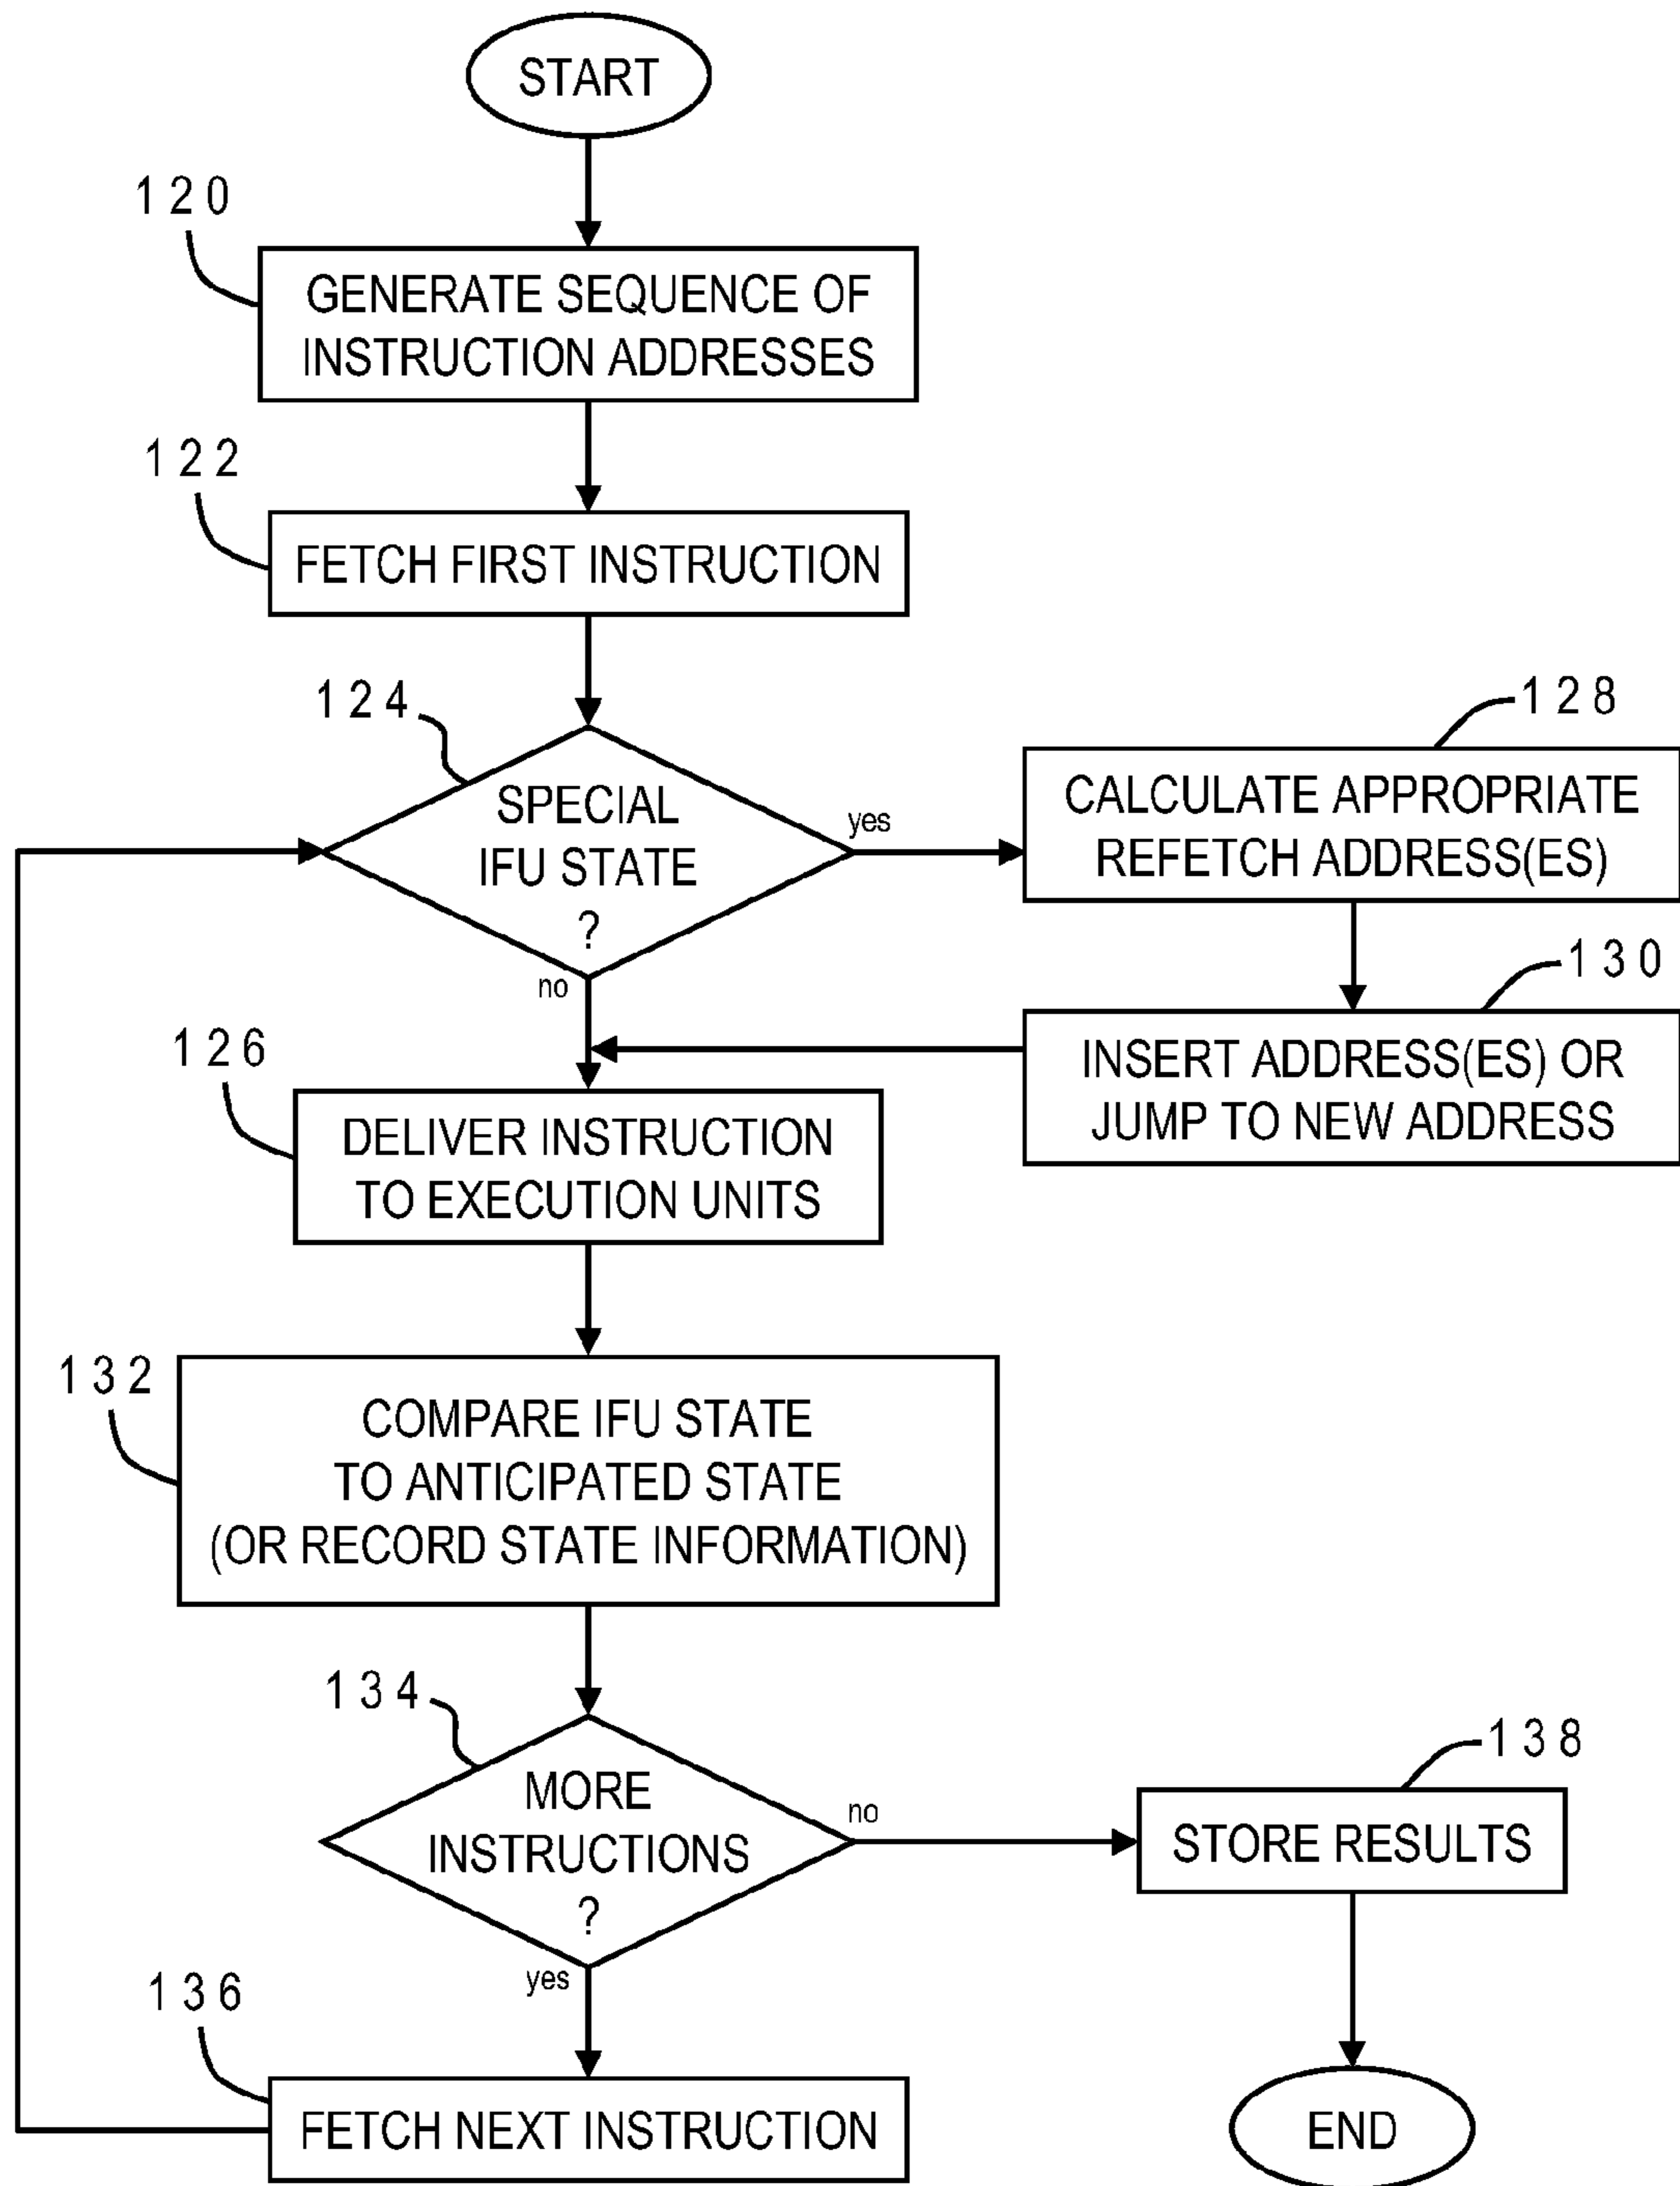 START
120
GENERATE SEQUENCE OF
INSTRUCTION ADDRESSES
122
FETCH FIRST INSTRUCTION
124
SPECIAL
IFU STATE
?
yes
no
128
CALCULATE APPROPRIATE
REFETCH ADDRESS(ES)
130
INSERT ADDRESS(ES) OR
JUMP TO NEW ADDRESS
126
DELIVER INSTRUCTION
TO EXECUTION UNITS
132
COMPARE IFU STATE
TO ANTICIPATED STATE
(OR RECORD STATE INFORMATION)
134
MORE
INSTRUCTIONS
?
no
yes
138
STORE RESULTS
136
FETCH NEXT INSTRUCTION
END